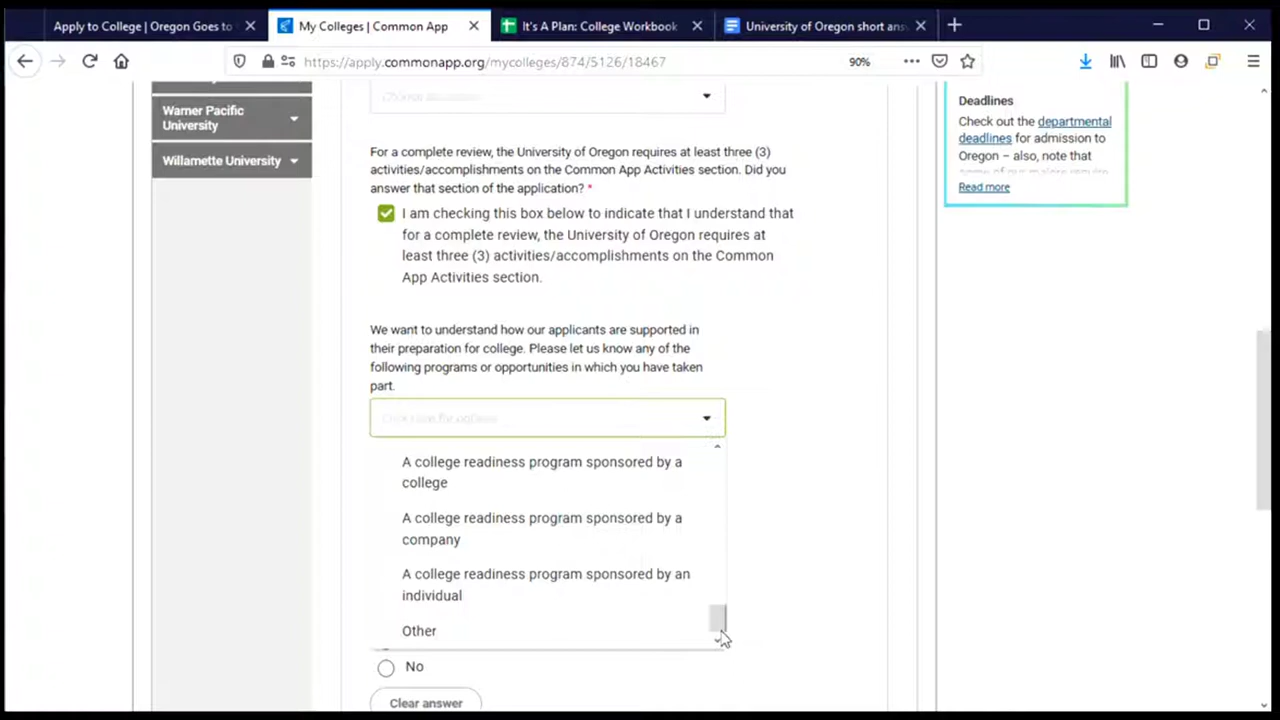 Apply to College | Oregon Goes to
My Colleges | Common App
It's A Plan: College Workbook
University of Oregon short ans
https://apply.commonapp.org/mycolleges/874/5126/18467
90%
Warner Pacific
University
Willamette University
For a complete review, the University of Oregon requires at least three (3)
activities/accomplishments on the Common App Activities section. Did you
answer that section of the application? *
I am checking this box below to indicate that I understand that
for a complete review, the University of Oregon requires at
least three (3) activities/accomplishments on the Common
App Activities section.
We want to understand how our applicants are supported in
their preparation for college. Please let us know any of the
following programs or opportunities in which you have taken
part.
Click here for options
A college readiness program sponsored by a
college
A college readiness program sponsored by a
company
A college readiness program sponsored by an
individual
Other
No
Clear answer
Deadlines
Check out the departmental
deadlines for admission to
Oregon – also, note that
Read more